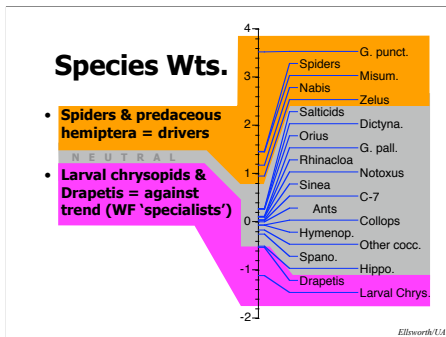 Species Wts.
• Spiders & predaceous
hemiptera = drivers
NEUTRAL
• Larval chrysopids &
Drapetis = against
trend (WF ‘specialists’)
4
3
2
1
0
-1
-2
G. punct.
Spiders
Misum.
Nabis
Zelus
Salticids
Dictyna.
Orius
G. pall.
Rhinacloa
Notoxus
Sinea
C-7
Ants
Collops
Hymenop.
Other cocc.
Spano.
Hippo.
Drapetis
Larval Chrys.
Ellsworth/UA